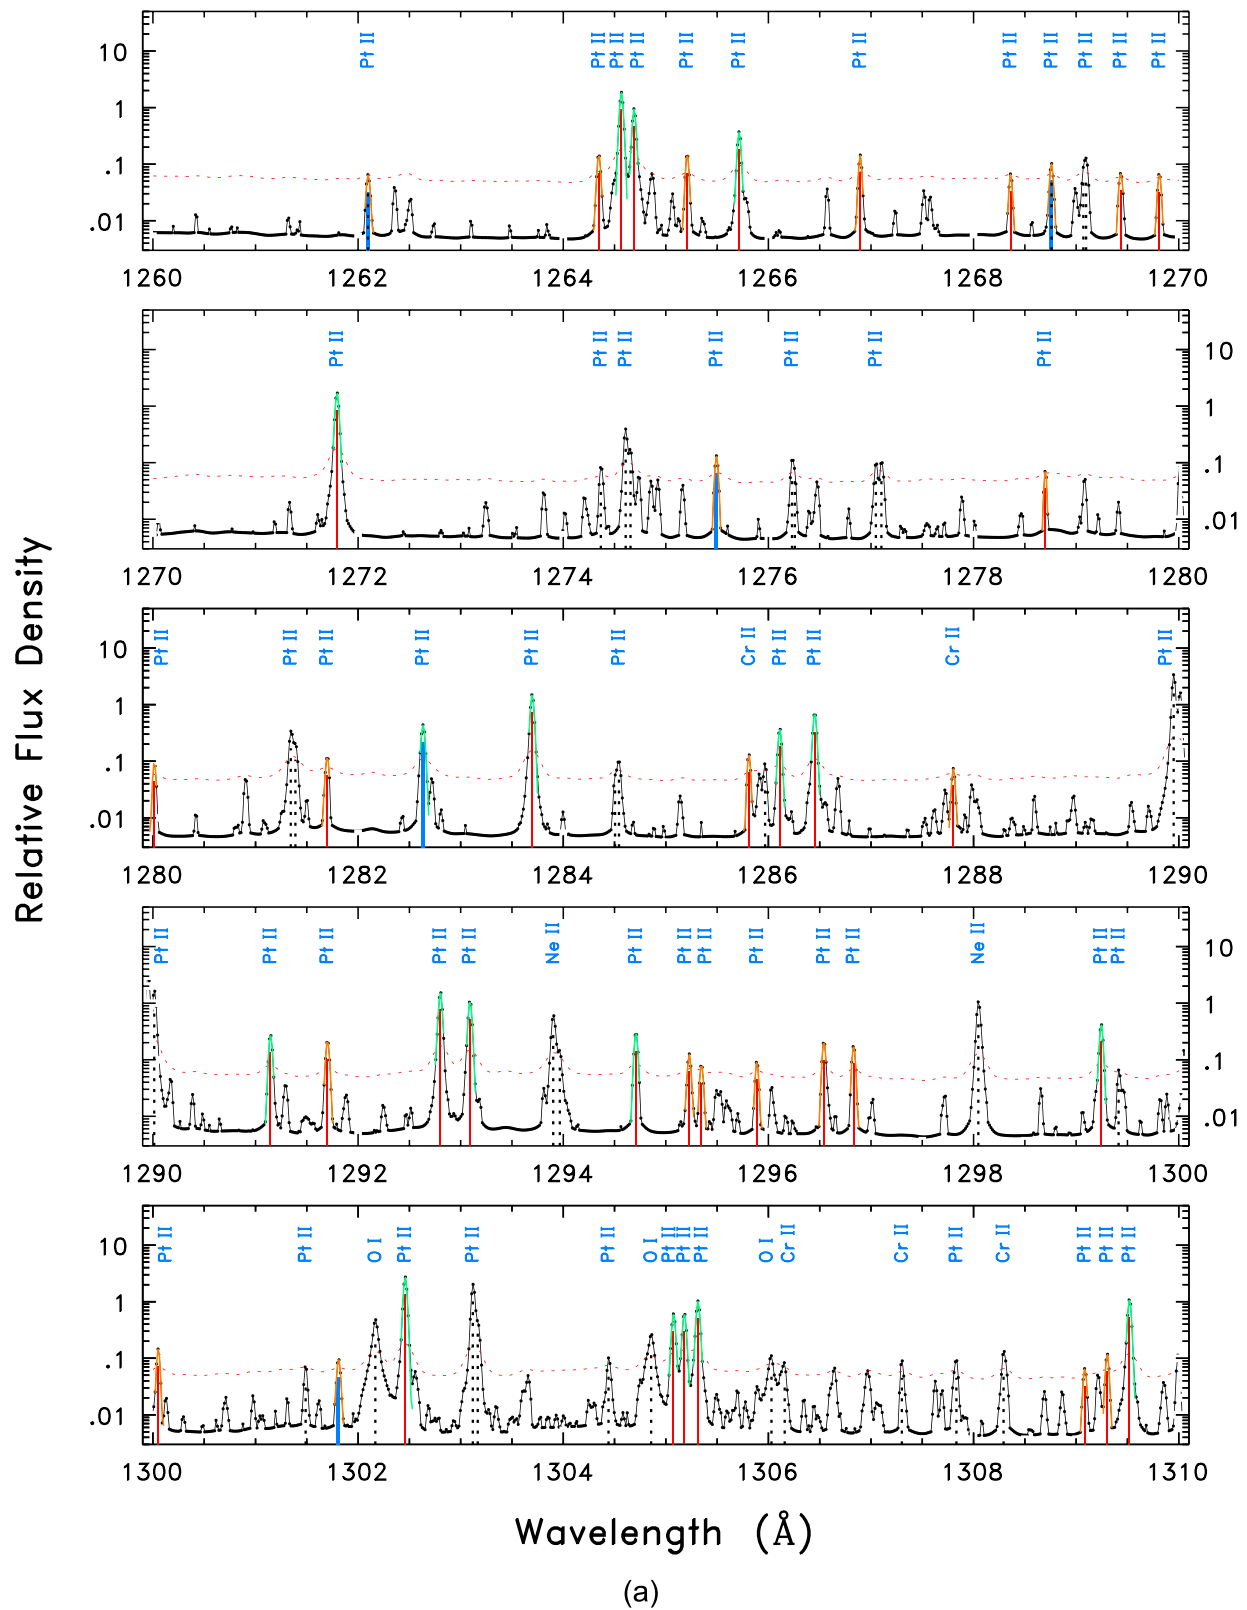 Pt II Pt II Pt II Pt II Pt II Pt II Pt II Pt II Pt II Pt II Pt II Pt II
10
1
.1
.01
1260 1262 1264 1266 1268 1270
Pt II Pt II Pt II Pt II Pt II Pt II Pt II
10
1
.1
.01
1270 1272 1274 1276 1278 1280
Pt II Pt II Pt II Pt II Pt II Pt II Cr II Pt II Pt II Cr II Pt II
10
1
.1
.01
1280 1282 1284 1286 1288 1290
Pt II Pt II Pt II Pt II Pt II Ne II Pt II Pt II Pt II Pt II Pt II Pt II Ne II Pt II Pt II
10
1
.1
.01
1290 1292 1294 1296 1298 1300
Pt II Pt II O I Pt II Pt II Pt II O I Pt II Pt II Pt II O I Cr II Cr II Pt II Cr II Pt II Pt II Pt II
10
1
.1
.01
1300 1302 1304 1306 1308 1310
Relative Flux Density
Wavelength (Å)
(a)